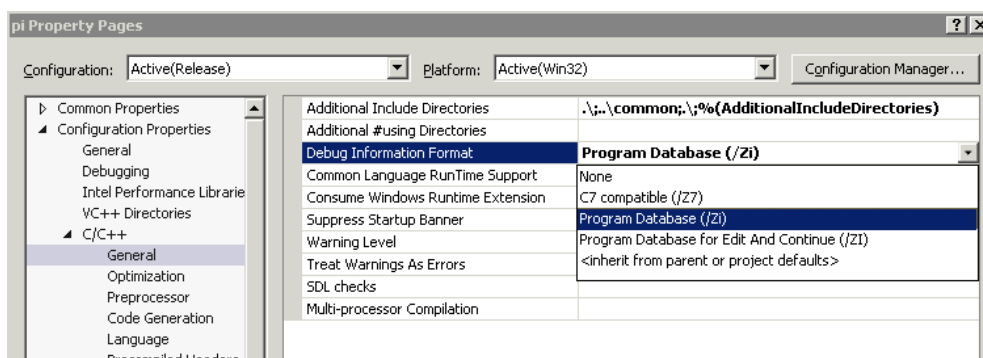 pi Property Pages
Configuration: Active(Release) Platform: Active(Win32) Configuration Manager...
Common Properties
Configuration Properties
General
Debugging
Intel Performance Librarie
VC++ Directories
C/C++
General
Optimization
Preprocessor
Code Generation
Language
Additional Include Directories .\;..\common;.\;%(AdditionalIncludeDirectories)
Additional #using Directories
Debug Information Format Program Database (/Zi)
Common Language RunTime Support
Consume Windows Runtime Extension
Suppress Startup Banner
Warning Level
Treat Warnings As Errors
SDL checks
Multi-processor Compilation
None
C7 compatible (/Z7)
Program Database (/Zi)
Program Database for Edit And Continue (/ZI)
<inherit from parent or project defaults>